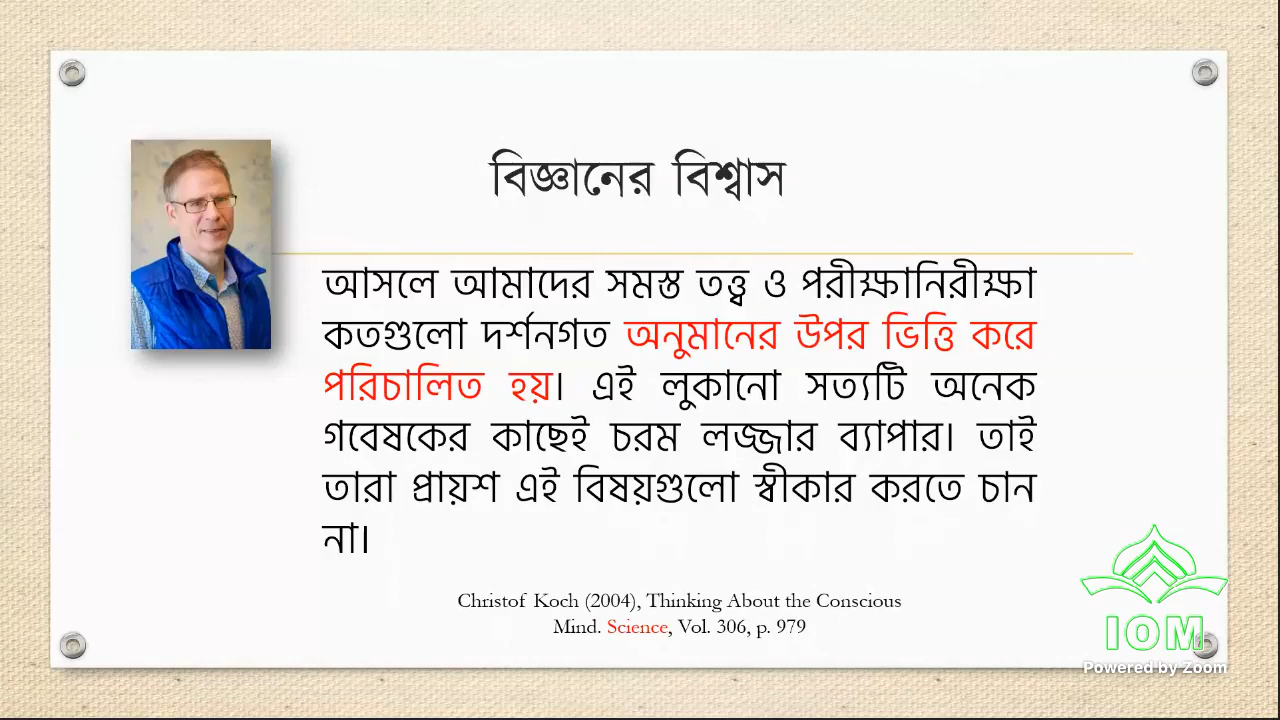 বিজ্ঞানের বিশ্বাস
আসলে আমাদের সমস্ত তত্ত্ব ও পরীক্ষানিরীক্ষা
কতগুলো দর্শনগত অনুমানের উপর ভিত্তি করে
পরিচালিত হয়। এই লুকানো সত্যটি অনেক
গবেষকের কাছেই চরম লজ্জার ব্যাপার। তাই
তারা প্রায়শ এই বিষয়গুলো স্বীকার করতে চান
না।
Christof Koch (2004), Thinking About the Conscious
Mind. Science, Vol. 306, p. 979
IOM
Powered by Zoom